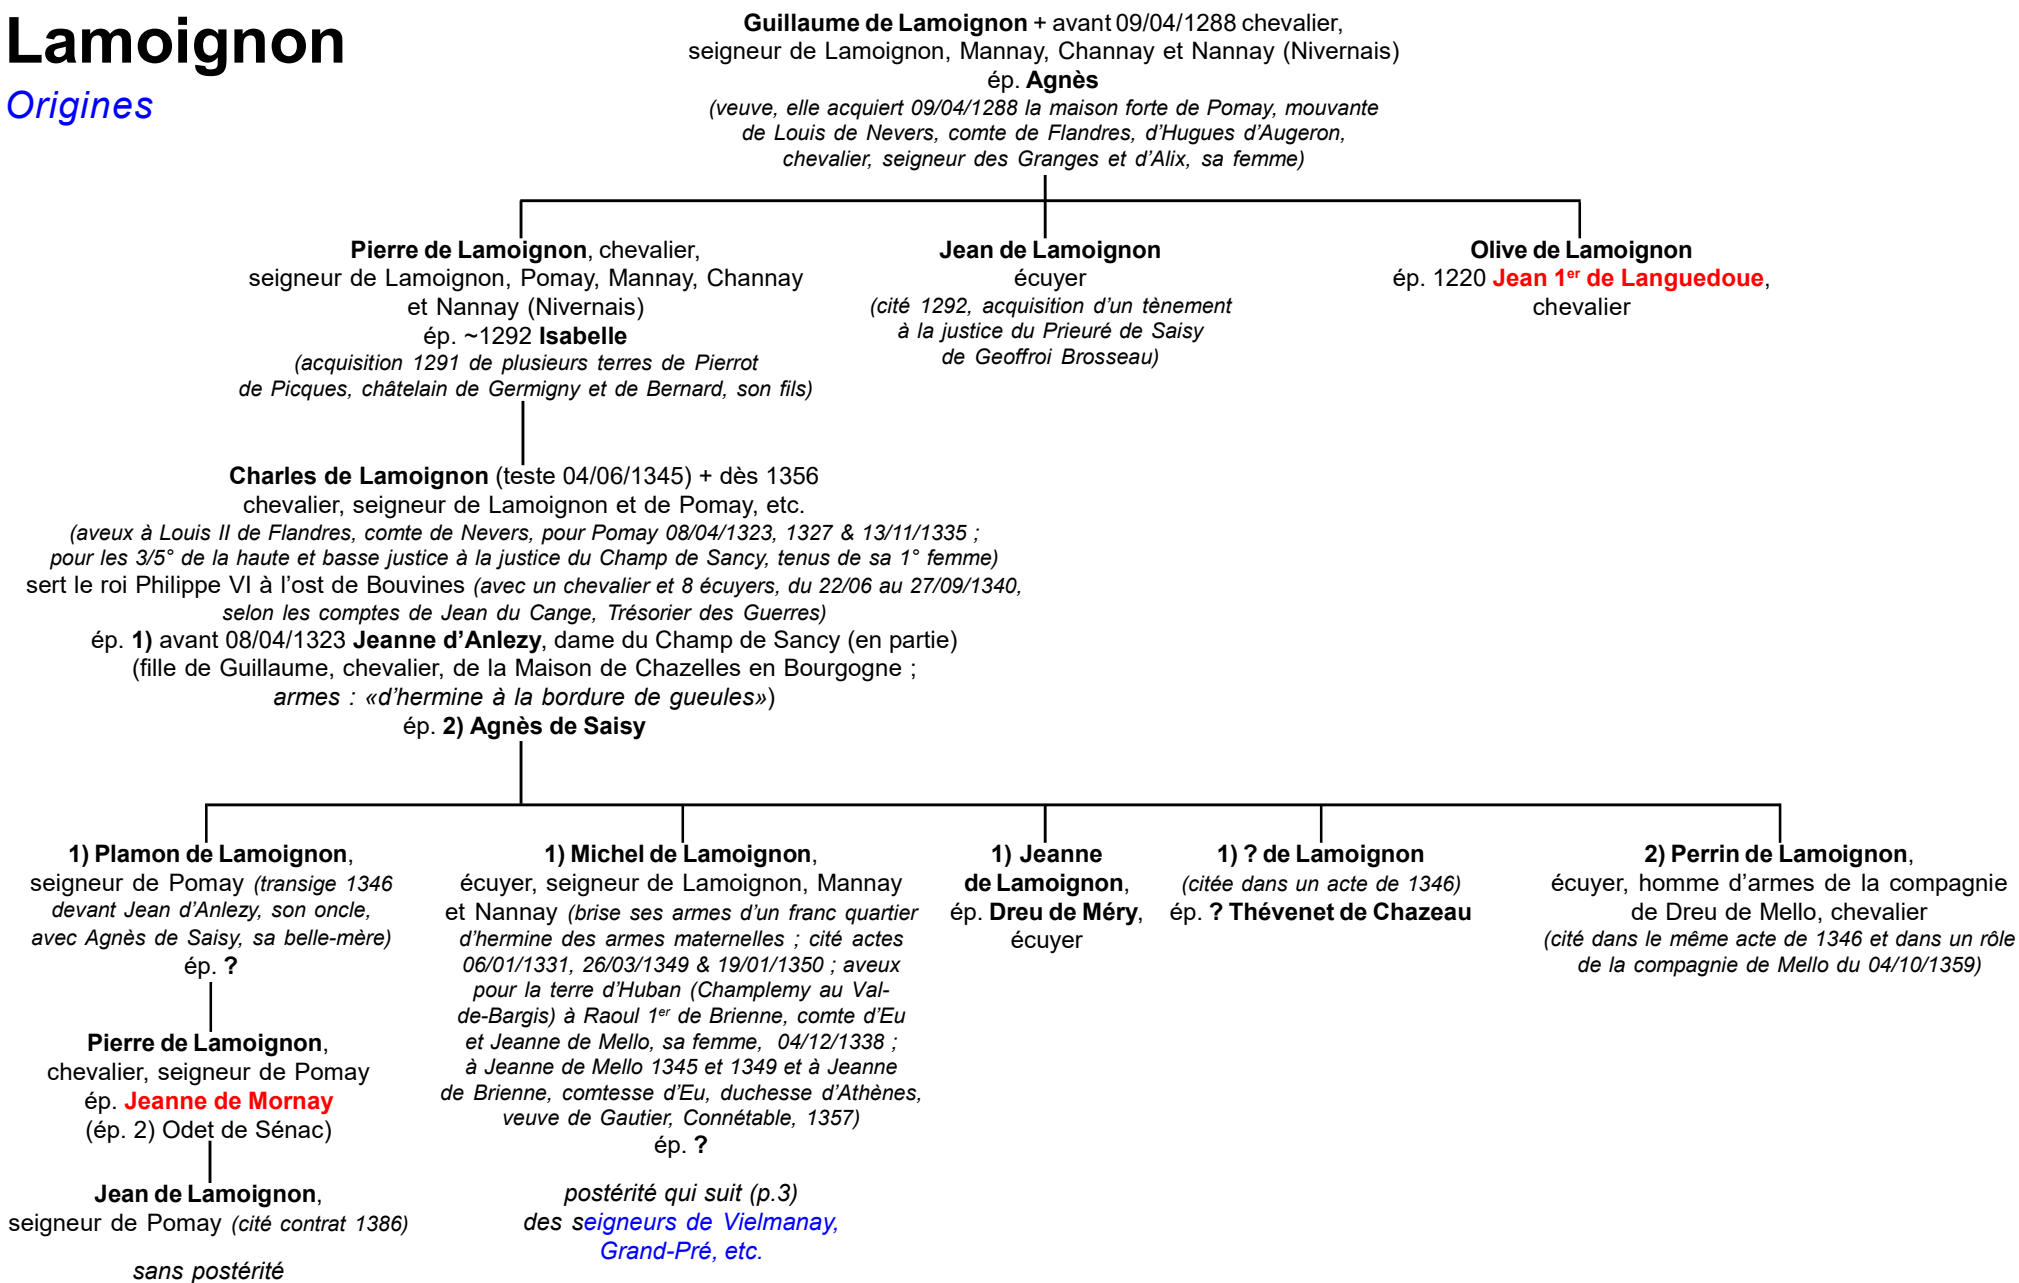 Lamoignon
Origines
Guillaume de Lamoignon + avant 09/04/1288 chevalier,
seigneur de Lamoignon, Mannay, Channay et Nannay (Nivernais)
ép. Agnès
(veuve, elle acquiert 09/04/1288 la maison forte de Pomay, mouvante
de Louis de Nevers, comte de Flandres, d’Hugues d’Augeron,
chevalier, seigneur des Granges et d’Alix, sa femme)
Pierre de Lamoignon, chevalier,
seigneur de Lamoignon, Pomay, Mannay, Channay
et Nannay (Nivernais)
ép. ~1292 Isabelle
(acquisition 1291 de plusieurs terres de Pierrot
de Picques, châtelain de Germigny et de Bernard, son fils)
Jean de Lamoignon
écuyer
(cité 1292, acquisition d’un tènement
à la justice du Prieuré de Saisy
de Geoffroi Brosseau)
Olive de Lamoignon
ép. 1220 Jean 1er de Languedoue,
chevalier
Charles de Lamoignon (teste 04/06/1345) + dès 1356
chevalier, seigneur de Lamoignon et de Pomay, etc.
(aveux à Louis II de Flandres, comte de Nevers, pour Pomay 08/04/1323, 1327 & 13/11/1335 ;
pour les 3/5° de la haute et basse justice à la justice du Champ de Sancy, tenus de sa 1° femme)
sert le roi Philippe VI à l’ost de Bouvines (avec un chevalier et 8 écuyers, du 22/06 au 27/09/1340,
selon les comptes de Jean du Cange, Trésorier des Guerres)
ép. 1) avant 08/04/1323 Jeanne d’Anlezy, dame du Champ de Sancy (en partie)
(fille de Guillaume, chevalier, de la Maison de Chazelles en Bourgogne ;
armes : «d’hermine à la bordure de gueules»)
ép. 2) Agnès de Saisy
1) Plamon de Lamoignon,
seigneur de Pomay (transige 1346
devant Jean d’Anlezy, son oncle,
avec Agnès de Saisy, sa belle-mère)
ép. ?
Pierre de Lamoignon,
chevalier, seigneur de Pomay
ép. Jeanne de Mornay
(ép. 2) Odet de Sénac)
Jean de Lamoignon,
seigneur de Pomay (cité contrat 1386)
sans postérité
1) Michel de Lamoignon,
écuyer, seigneur de Lamoignon, Mannay
et Nannay (brise ses armes d’un franc quartier
d’hermine des armes maternelles ; cité actes
06/01/1331, 26/03/1349 & 19/01/1350 ; aveux
pour la terre d’Huban (Champlemy au Val-
de-Bargis) à Raoul 1er de Brienne, comte d’Eu
et Jeanne de Mello, sa femme, 04/12/1338 ;
à Jeanne de Mello 1345 et 1349 et à Jeanne
de Brienne, comtesse d’Eu, duchesse d’Athènes,
veuve de Gautier, Connétable, 1357)
ép. ?
postérité qui suit (p.3)
des seigneurs de Vielmanay,
Grand-Pré, etc.
1) Jeanne
de Lamoignon,
ép. Dreu de Méry,
écuyer
1) ? de Lamoignon
(citée dans un acte de 1346)
ép. ? Thévenet de Chazeau
2) Perrin de Lamoignon,
écuyer, homme d’armes de la compagnie
de Dreu de Mello, chevalier
(cité dans le même acte de 1346 et dans un rôle
de la compagnie de Mello du 04/10/1359)